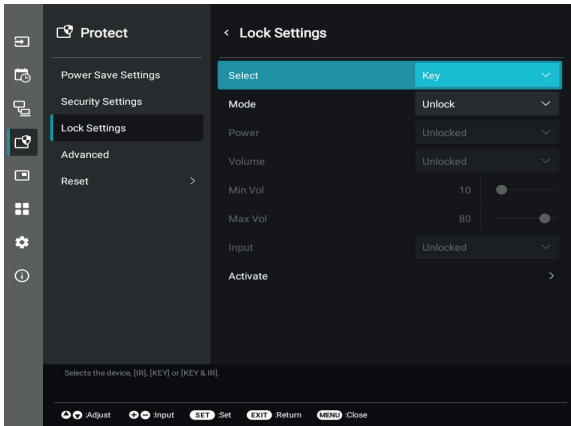 Protect
Lock Settings
Power Save Settings
Security Settings
Lock Settings
Advanced
Reset
Select Key
Mode Unlock
Power Unlocked
Volume Unlocked
Min Vol 10
Max Vol 80
Input Unlocked
Activate
Selects the device, [IR], [KEY] or [KEY & IR].
:Adjust :Input SET :Set EXIT :Return MENU :Close